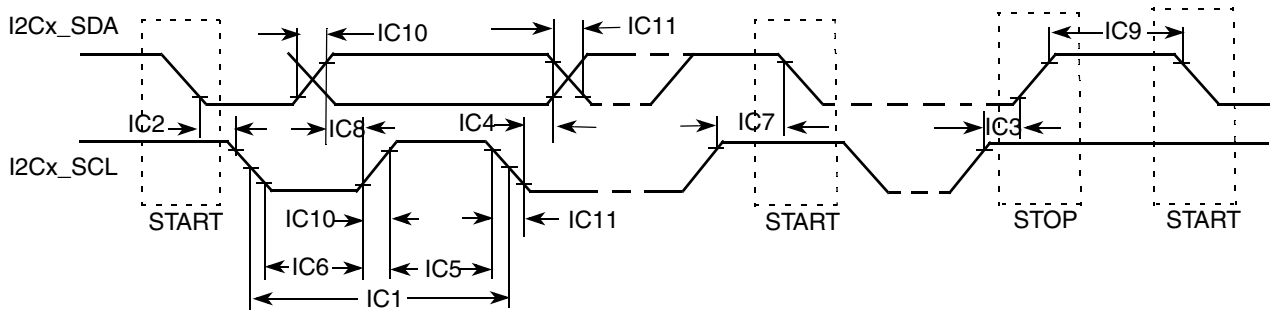 I2Cx_SDA
IC10
IC11
IC9
IC2
IC8
IC4
IC7
IC3
I2Cx_SCL
START
IC10
IC11
START
STOP
START
IC6
IC5
IC1